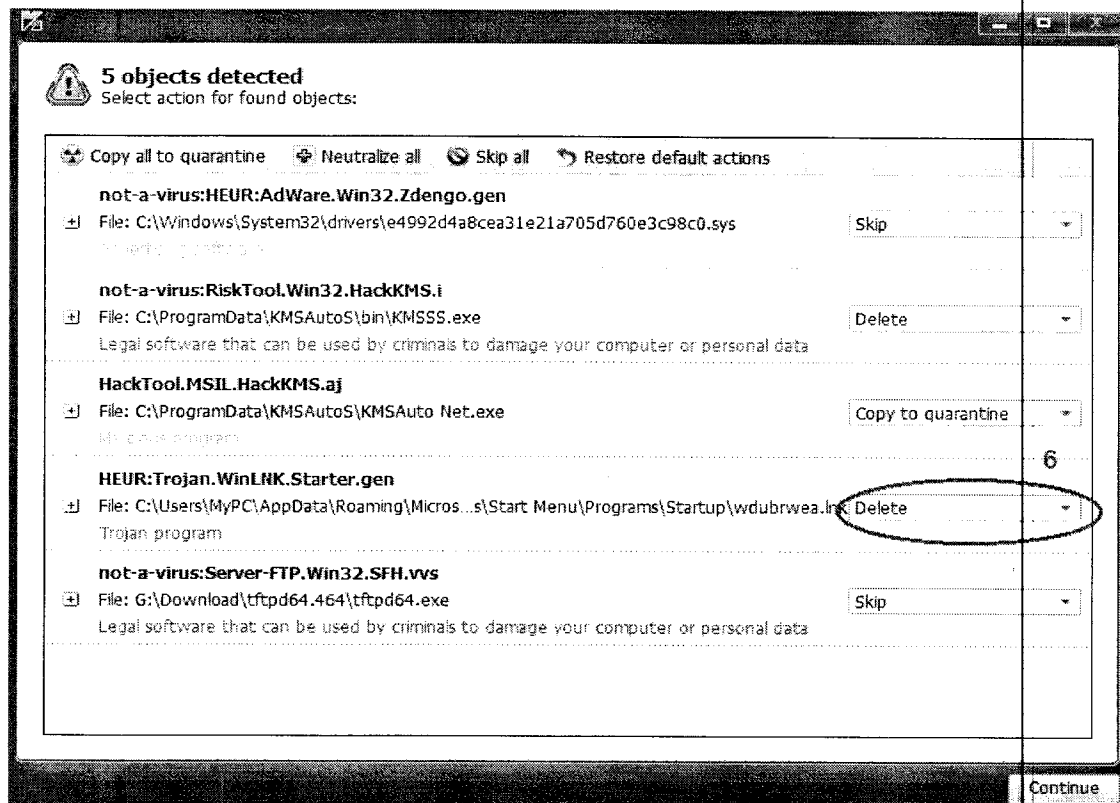 5 objects detected
Select action for found objects:
Copy all to quarantine Neutralize all Skip all Restore default actions
not-a-virus:HEUR:AdWare.Win32.Zdengo.gen
File: C:\Windows\System32\drivers\e4992d4a8cea31e21a705d760e3c98c0.sys Skip
not-a-virus:RiskTool.Win32.HackKMS.i
File: C:\ProgramData\KMSAutoS\bin\KMSSS.exe Delete
Legal software that can be used by criminals to damage your computer or personal data
HackTool.MSIL.HackKMS.aj
File: C:\ProgramData\KMSAutoS\KMSAuto Net.exe Copy to quarantine
program
6
HEUR:Trojan.WinLNK.Starter.gen
File: C:\Users\MyPC\AppData\Roaming\Micros...s\Start Menu\Programs\Startup\wdubrwea.lnk Delete
Trojan program
not-a-virus:Server-FTP.Win32.SFH.vvs
File: G:\Download\tftpd64.464\tftpd64.exe Skip
Legal software that can be used by criminals to damage your computer or personal data
Continue